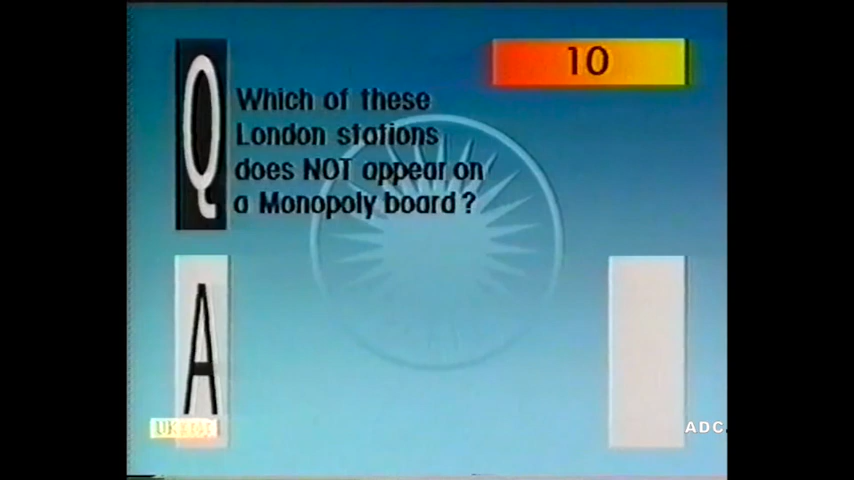 Q
10
Which of these
London stations
does NOT appear on
a Monopoly board?
A
ADC